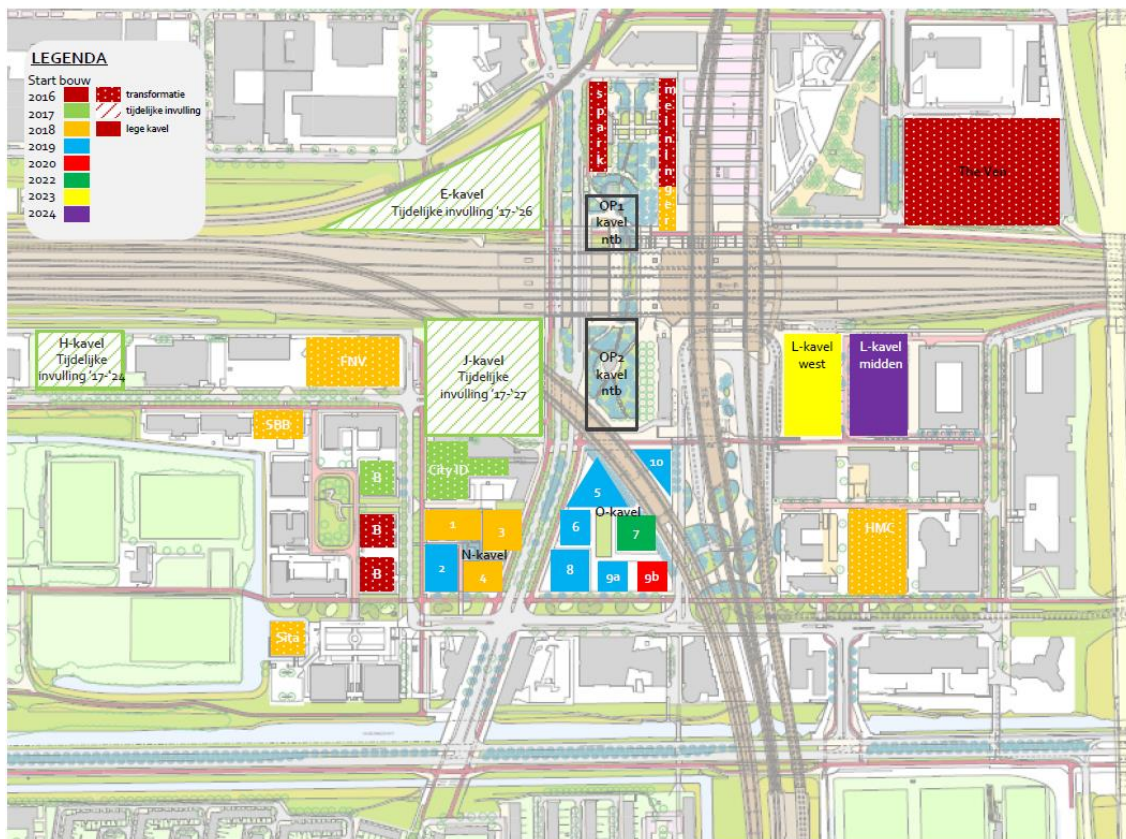 LEGENDA
Start bouw
2016
2017
2018
2019
2020
2022
2023
2024
transformatie
tijdelijke invulling
lege kavel
spark
meininger
The Ven
E-kavel
Tijdelijke invulling '17-'26
OP1
kavel
ntb
H-kavel
Tijdelijke
invulling '17-'24
FNV
J-kavel
Tijdelijke
invulling '17-'27
OP2
kavel
ntb
L-kavel
west
L-kavel
midden
SBB
B
City ID
10
5
O-kavel
B
1
3
6
7
HMC
N-kavel
B
2
4
8
9a
9b
Sita